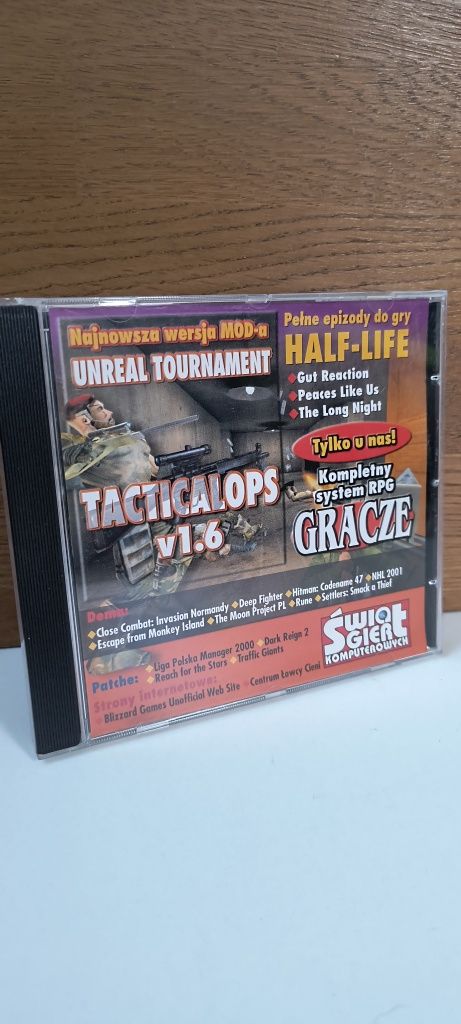 Najnowsza wersja MOD-a
UNREAL TOURNAMENT
TACTICALOPS
v1.6
Pełne epizody do gry
HALF-LIFE
Gut Reaction
Peaces Like Us
The Long Night
Tylko u nas!
Kompletny
system RPG
GRACZE
Dema:
◆Close Combat: Invasion Normandy ◆Deep Fighter ◆Hitman: Codename 47 ◆NHL 2001
◆Escape from Monkey Island ◆The Moon Project PL ◆Rune ◆Settlers: Smack a Thief
Patche: ◆Liga Polska Manager 2000 ◆Dark Reign 2
◆Reach for the Stars ◆Traffic Giants
Strony internetowe:
◆Blizzard Games Unofficial Web Site ◆Centrum Łowcy Cieni
ŚWIAT
GIER
KOMPUTEROWYCH